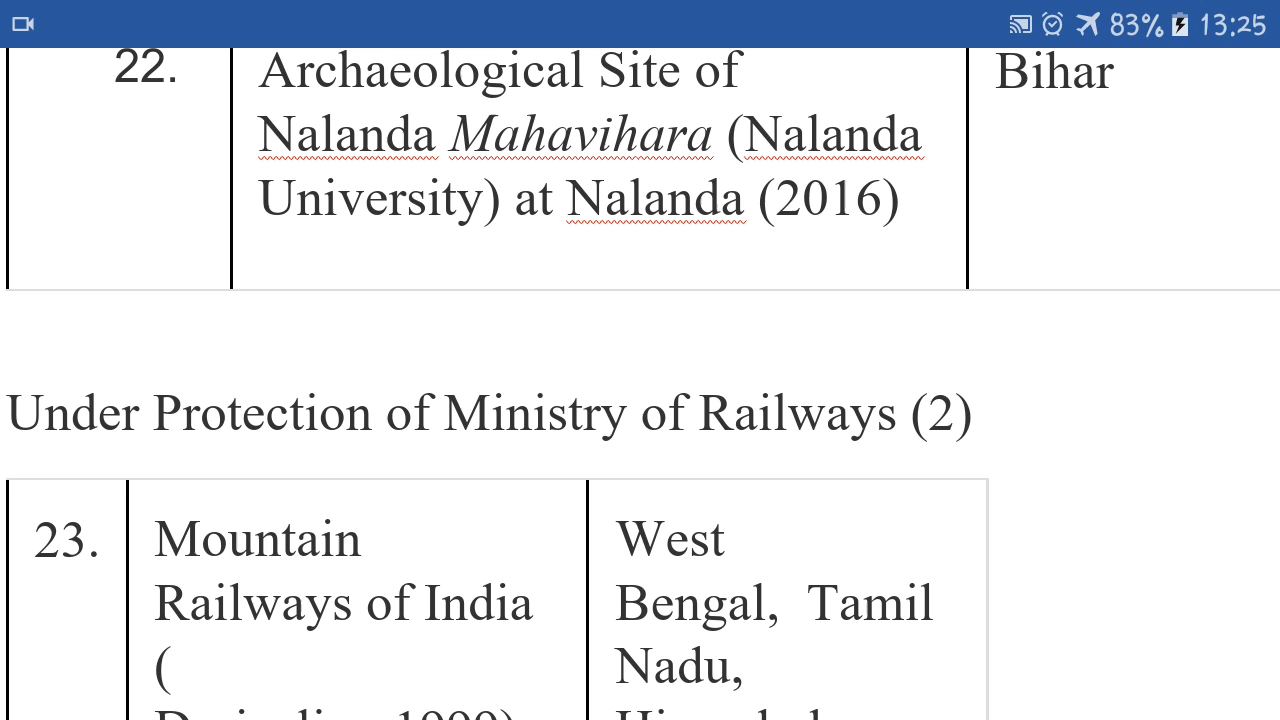 83% 13:25
22. Archaeological Site of Bihar
Nalanda Mahavihara (Nalanda
University) at Nalanda (2016)
Under Protection of Ministry of Railways (2)
23. Mountain West
Railways of India Bengal, Tamil
( Nadu,